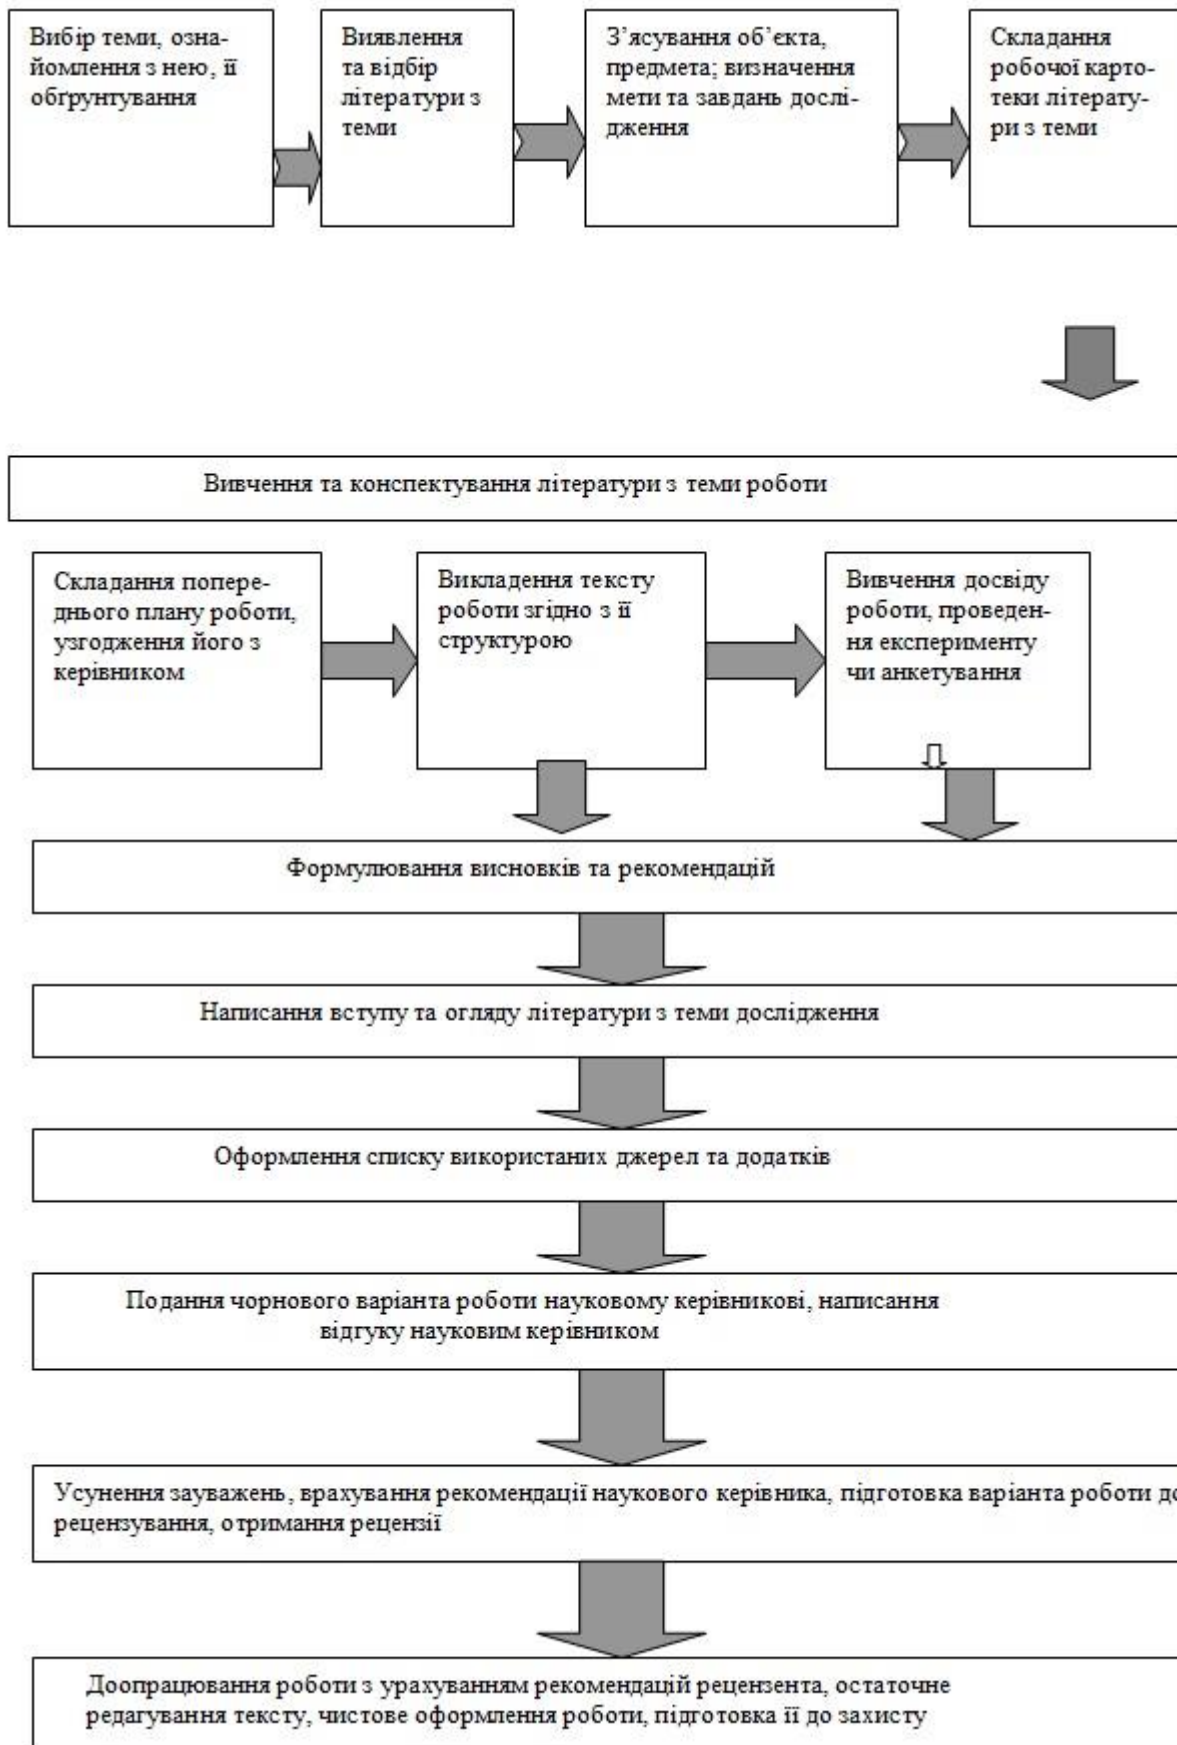 Вибір теми, озна-
йомлення з нею, її
обґрунтування
Виявлення
та відбір
літератури з
теми
З’ясування об’єкта,
предмета; визначення
мети та завдань дослі-
дження
Складання
робочої карто-
теки літерату-
ри з теми
Вивчення та конспектування літератури з теми роботи
Складання попере-
днього плану роботи,
узгодження його з
керівником
Викладення тексту
роботи згідно з її
структурою
Вивчення досвіду
роботи, проведен-
ня експерименту
чи анкетування
Формулювання висновків та рекомендацій
Написання вступу та огляду літератури з теми дослідження
Оформлення списку використаних джерел та додатків
Подання чорнового варіанта роботи науковому керівникові, написання
відгуку науковим керівником
Усунення зауважень, врахування рекомендації наукового керівника, підготовка варіанта роботи до
рецензування, отримання рецензії
Доопрацювання роботи з урахуванням рекомендацій рецензента, остаточне
редагування тексту, чистове оформлення роботи, підготовка її до захисту